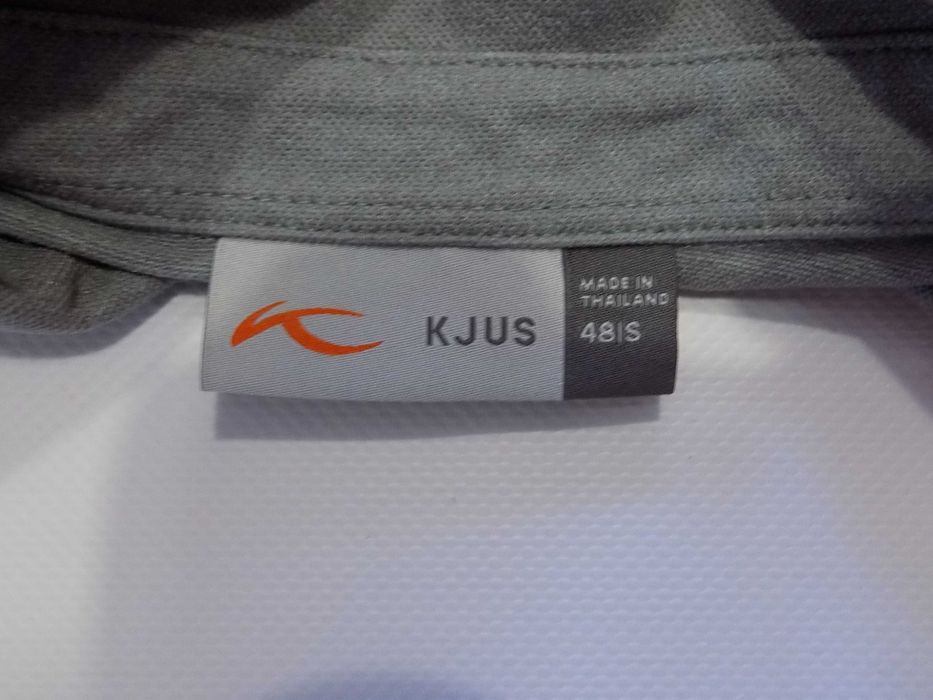 KJUS
MADE IN
THAILAND
48|S